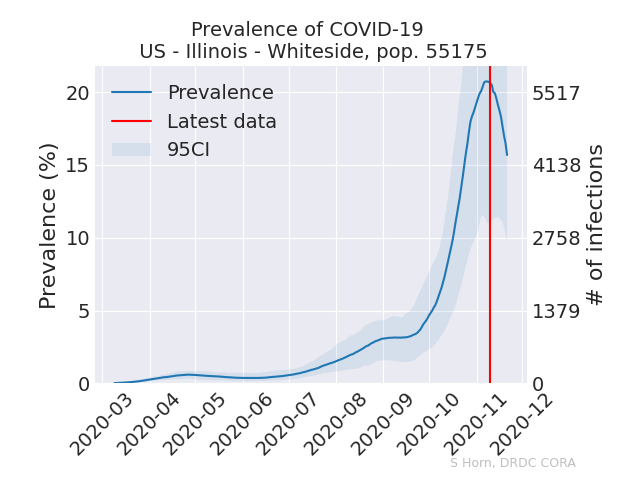 Prevalence of COVID-19
US - Illinois - Whiteside, pop. 55175
Prevalence
Latest data
95CI
Prevalence (%)
20
15
10
5
0
5517
4138
2758
1379
0
# of infections
2020-03
2020-04
2020-05
2020-06
2020-07
2020-08
2020-09
2020-10
2020-11
2020-12
S Horn, DRDC CORA